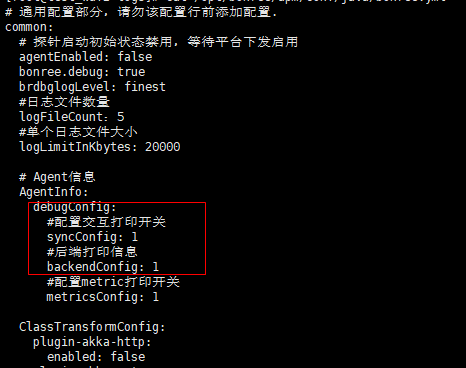 # 通用配置部分，请勿该配置行前添加配置.
common:
  # 探针启动初始状态禁用，等待平台下发启用
  agentEnabled: false
  bonree.debug: true
  brdbglogLevel: finest
  #日志文件数量
  logFileCount: 5
  #单个日志文件大小
  logLimitInKbytes: 20000

  # Agent信息
  AgentInfo:
    debugConfig:
      #配置交互打印开关
      syncConfig: 1
      #后端打印信息
      backendConfig: 1
      #配置metric打印开关
      metricsConfig: 1

  ClassTransformConfig:
    plugin-akka-http:
      enabled: false